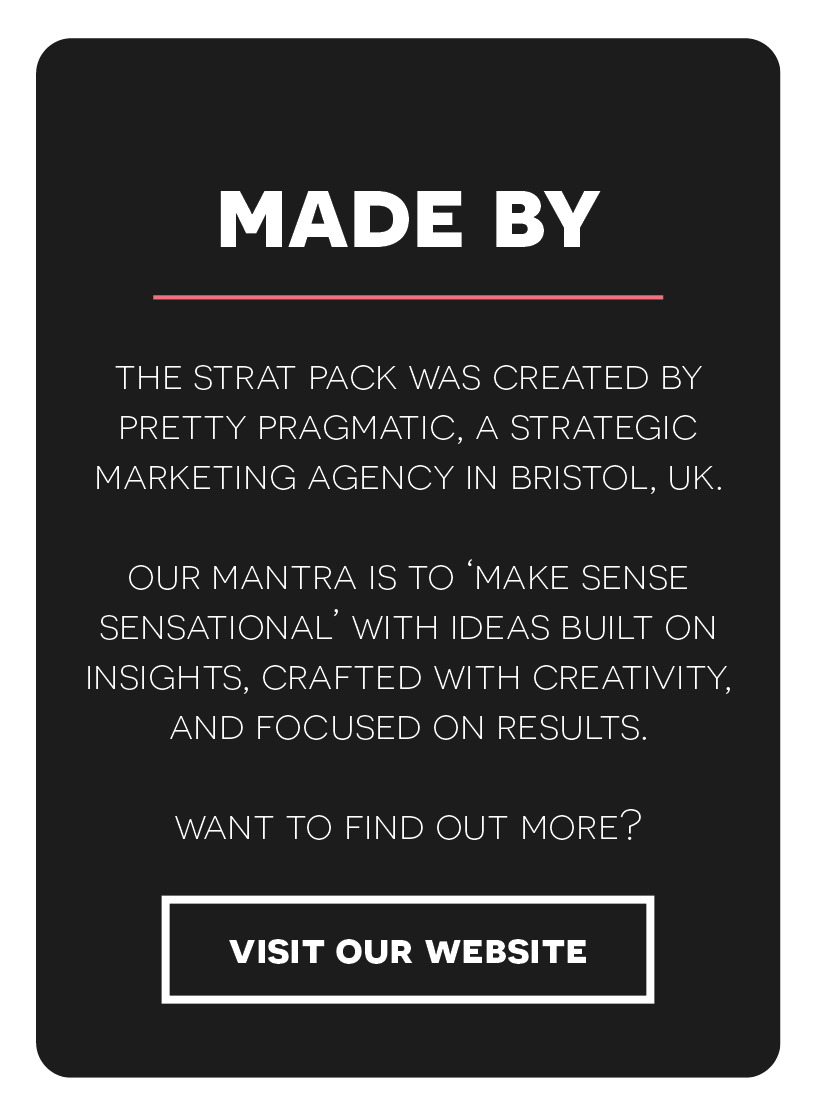 MADE BY
THE STRAT PACK WAS CREATED BY
PRETTY PRAGMATIC, A STRATEGIC
MARKETING AGENCY IN BRISTOL, UK.
OUR MANTRA IS TO ‘MAKE SENSE
SENSATIONAL’ WITH IDEAS BUILT ON
INSIGHTS, CRAFTED WITH CREATIVITY,
AND FOCUSED ON RESULTS.
WANT TO FIND OUT MORE?
VISIT OUR WEBSITE